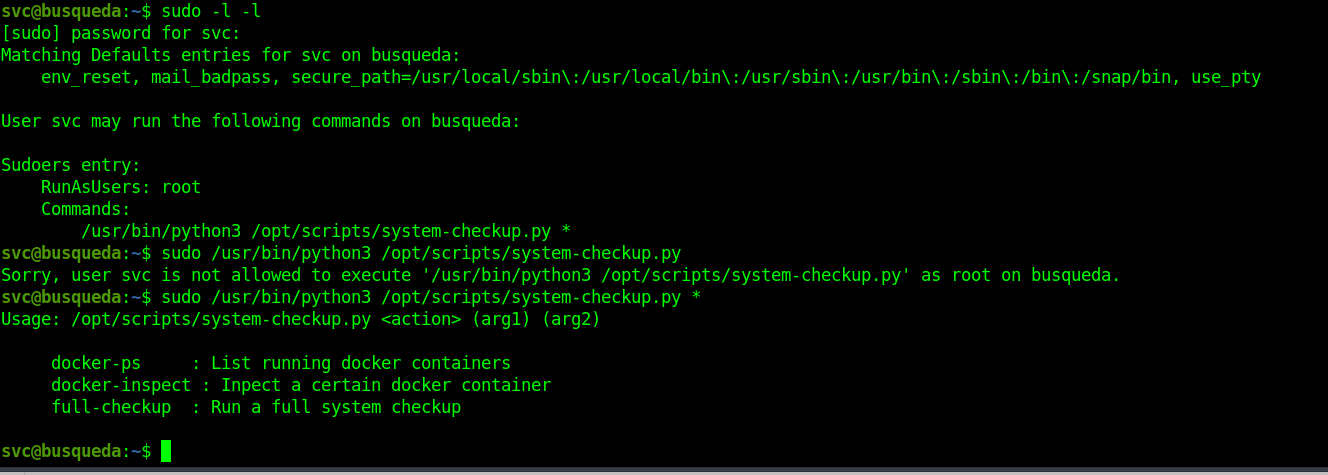 svc@busqueda:~$ sudo -l -l
[sudo] password for svc:
Matching Defaults entries for svc on busqueda:
    env_reset, mail_badpass, secure_path=/usr/local/sbin\:/usr/local/bin\:/usr/sbin\:/usr/bin\:/sbin\:/bin\:/snap/bin, use_pty

User svc may run the following commands on busqueda:

Sudoers entry:
    RunAsUsers: root
    Commands:
        /usr/bin/python3 /opt/scripts/system-checkup.py *
svc@busqueda:~$ sudo /usr/bin/python3 /opt/scripts/system-checkup.py
Sorry, user svc is not allowed to execute '/usr/bin/python3 /opt/scripts/system-checkup.py' as root on busqueda.
svc@busqueda:~$ sudo /usr/bin/python3 /opt/scripts/system-checkup.py *
Usage: /opt/scripts/system-checkup.py <action> (arg1) (arg2)

     docker-ps     : List running docker containers
     docker-inspect : Inpect a certain docker container
     full-checkup  : Run a full system checkup

svc@busqueda:~$